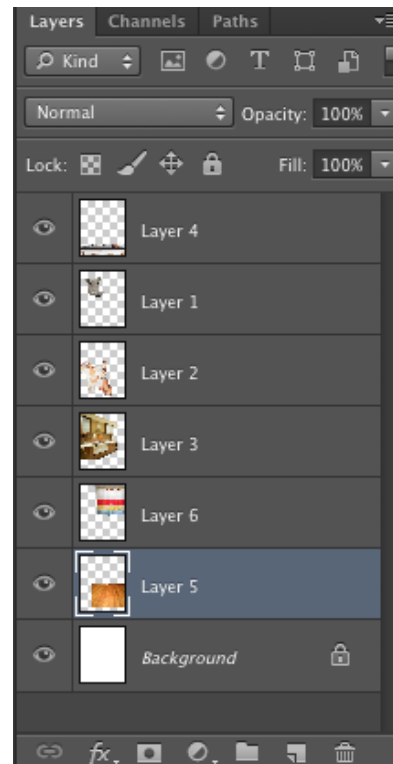 Layers Channels Paths
Kind
Normal Opacity: 100%
Lock: Fill: 100%
Layer 4
Layer 1
Layer 2
Layer 3
Layer 6
Layer 5
Background
fx